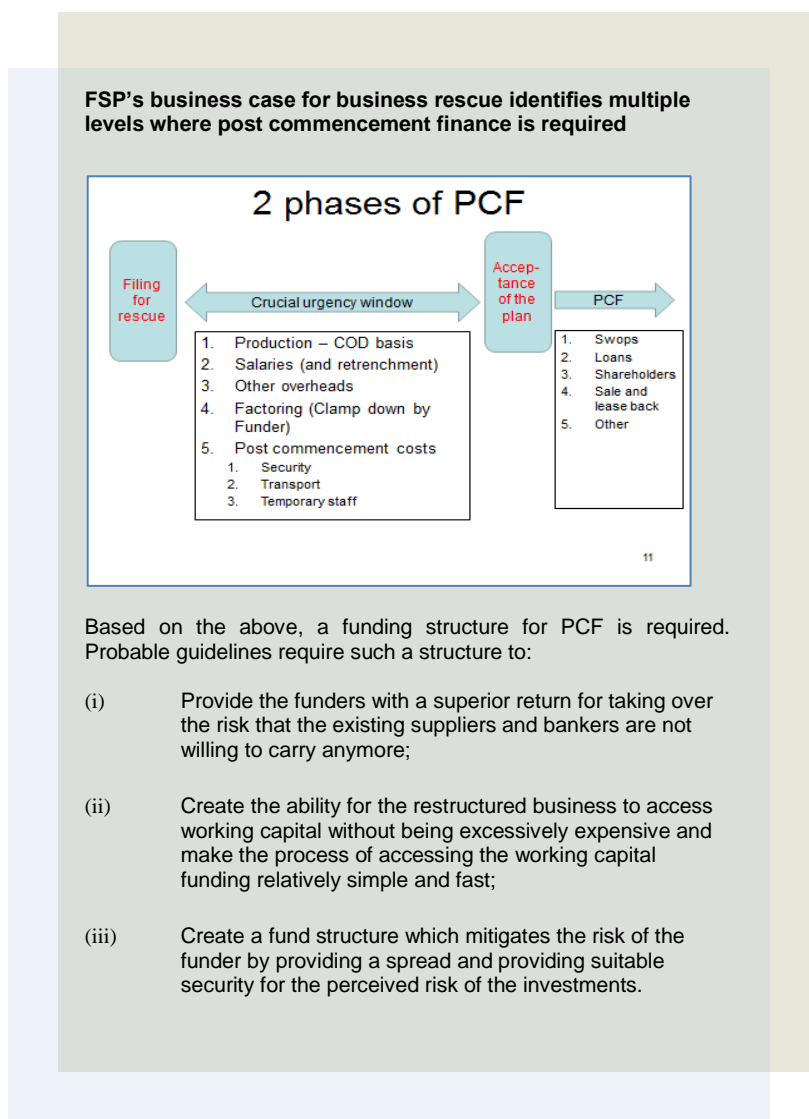 FSP's business case for business rescue identifies multiple
levels where post commencement finance is required
2 phases of PCF
Filing
for
rescue
Crucial urgency window
Accep-
tance
of the
plan
PCF
1. Production – COD basis
2. Salaries (and retrenchment)
3. Other overheads
4. Factoring (Clamp down by
Funder)
5. Post commencement costs
1. Security
2. Transport
3. Temporary staff
1. Swops
2. Loans
3. Shareholders
4. Sale and
lease back
5. Other
11
Based on the above, a funding structure for PCF is required.
Probable guidelines require such a structure to:
(i) Provide the funders with a superior return for taking over
the risk that the existing suppliers and bankers are not
willing to carry anymore;
(ii) Create the ability for the restructured business to access
working capital without being excessively expensive and
make the process of accessing the working capital
funding relatively simple and fast;
(iii) Create a fund structure which mitigates the risk of the
funder by providing a spread and providing suitable
security for the perceived risk of the investments.